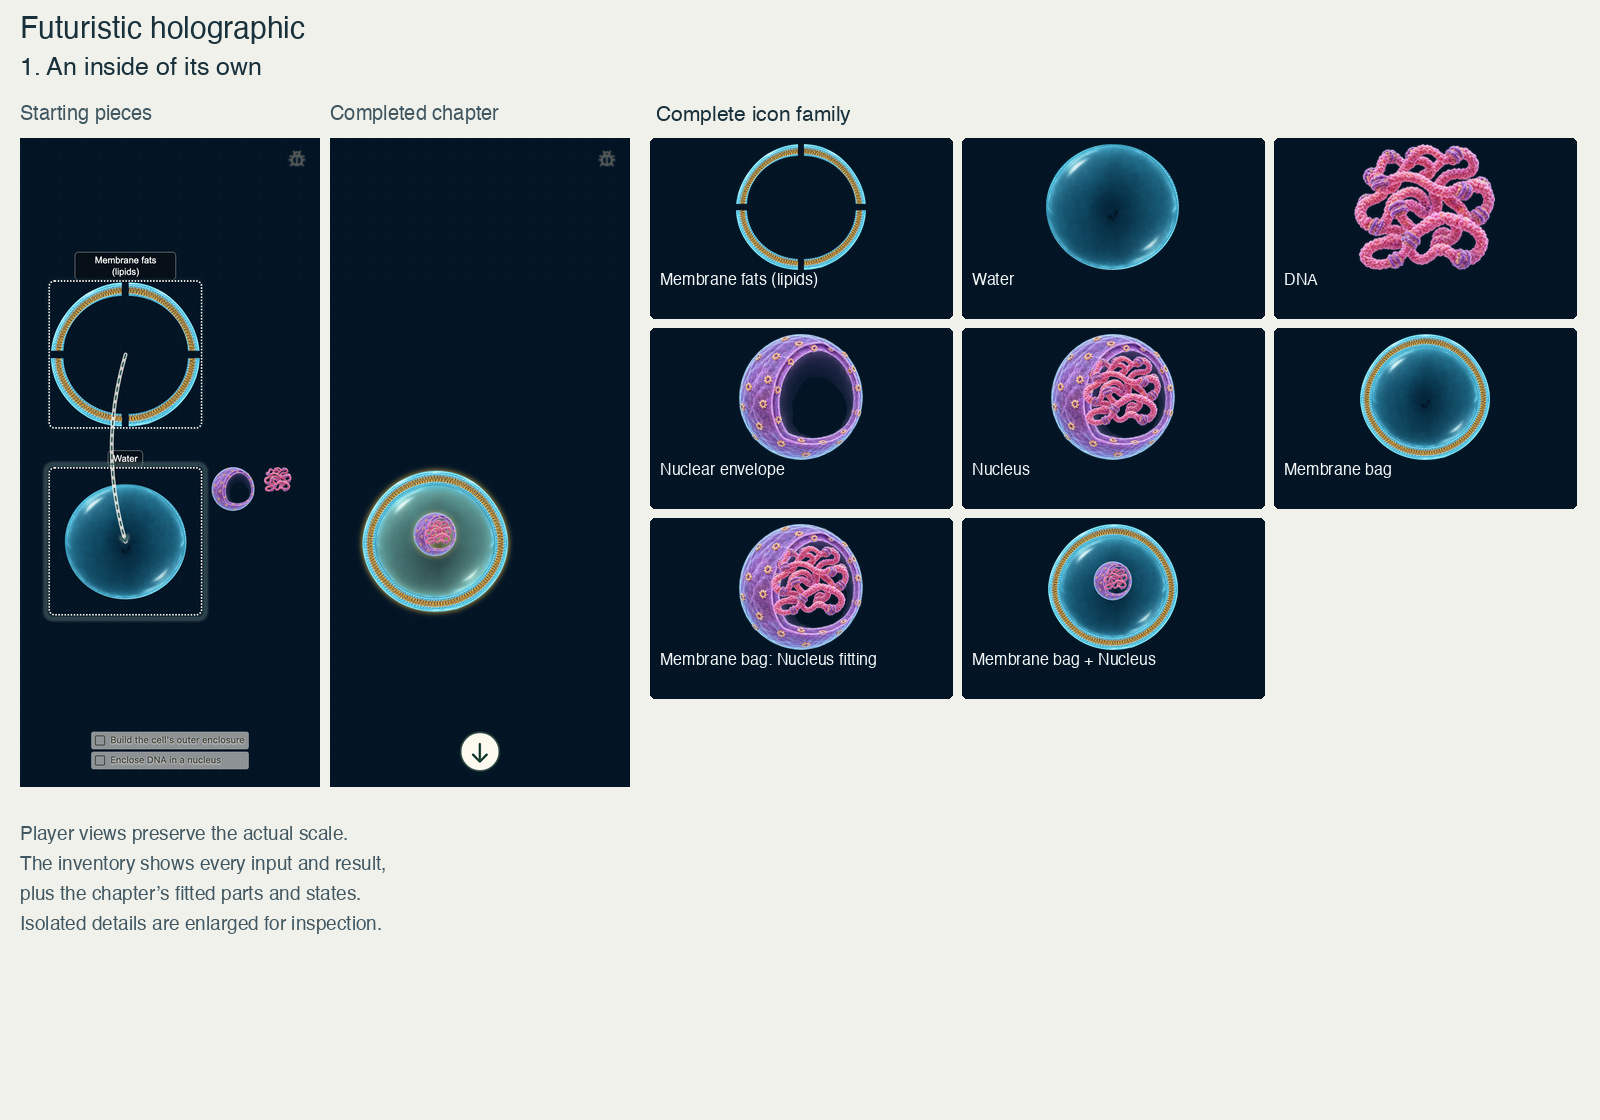 Futuristic holographic
1. An inside of its own
Starting pieces
Completed chapter
Complete icon family
Membrane fats
(lipids)
Water
Build the cell's outer enclosure
Enclose DNA in a nucleus
Membrane fats (lipids)
Water
DNA
Nuclear envelope
Nucleus
Membrane bag
Membrane bag: Nucleus fitting
Membrane bag + Nucleus
Player views preserve the actual scale.
The inventory shows every input and result,
plus the chapter’s fitted parts and states.
Isolated details are enlarged for inspection.